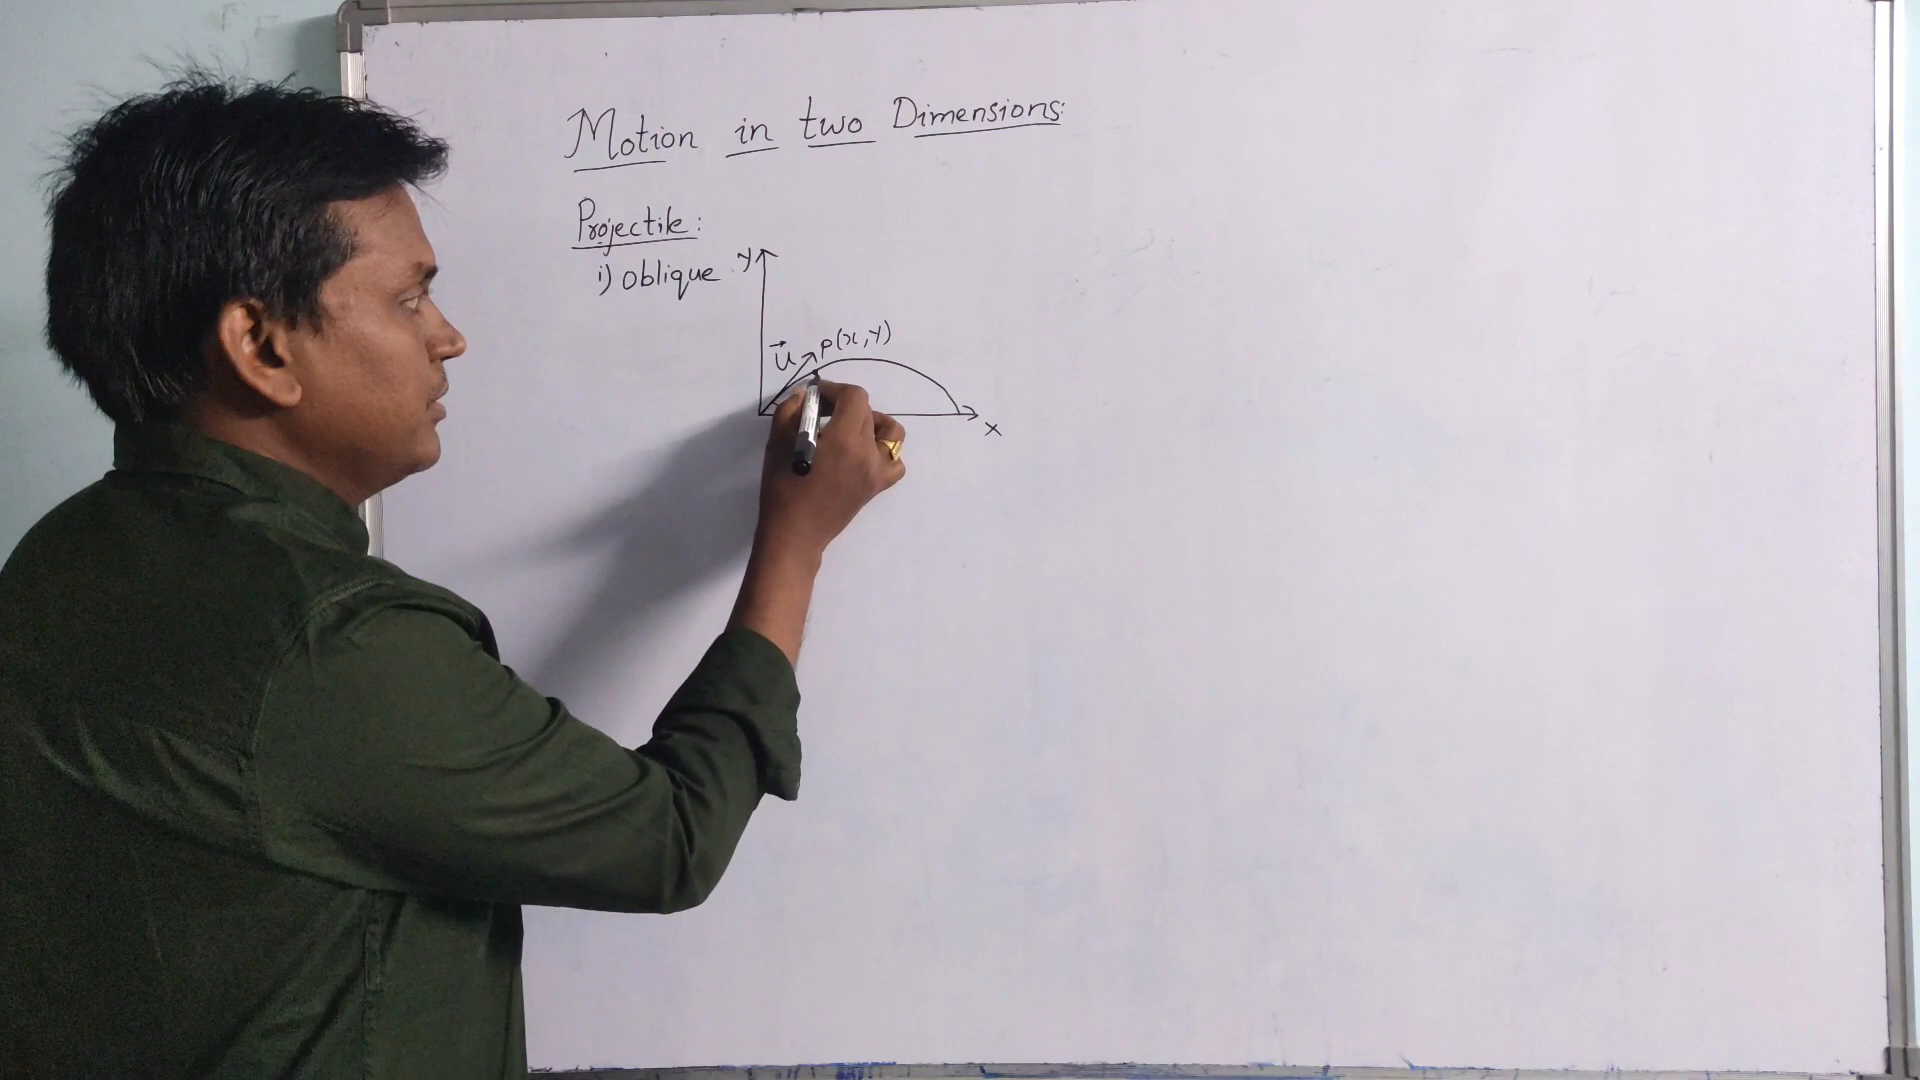 Motion in two Dimensions:
Projectile:
i) Oblique
y
u P(x,y)
x